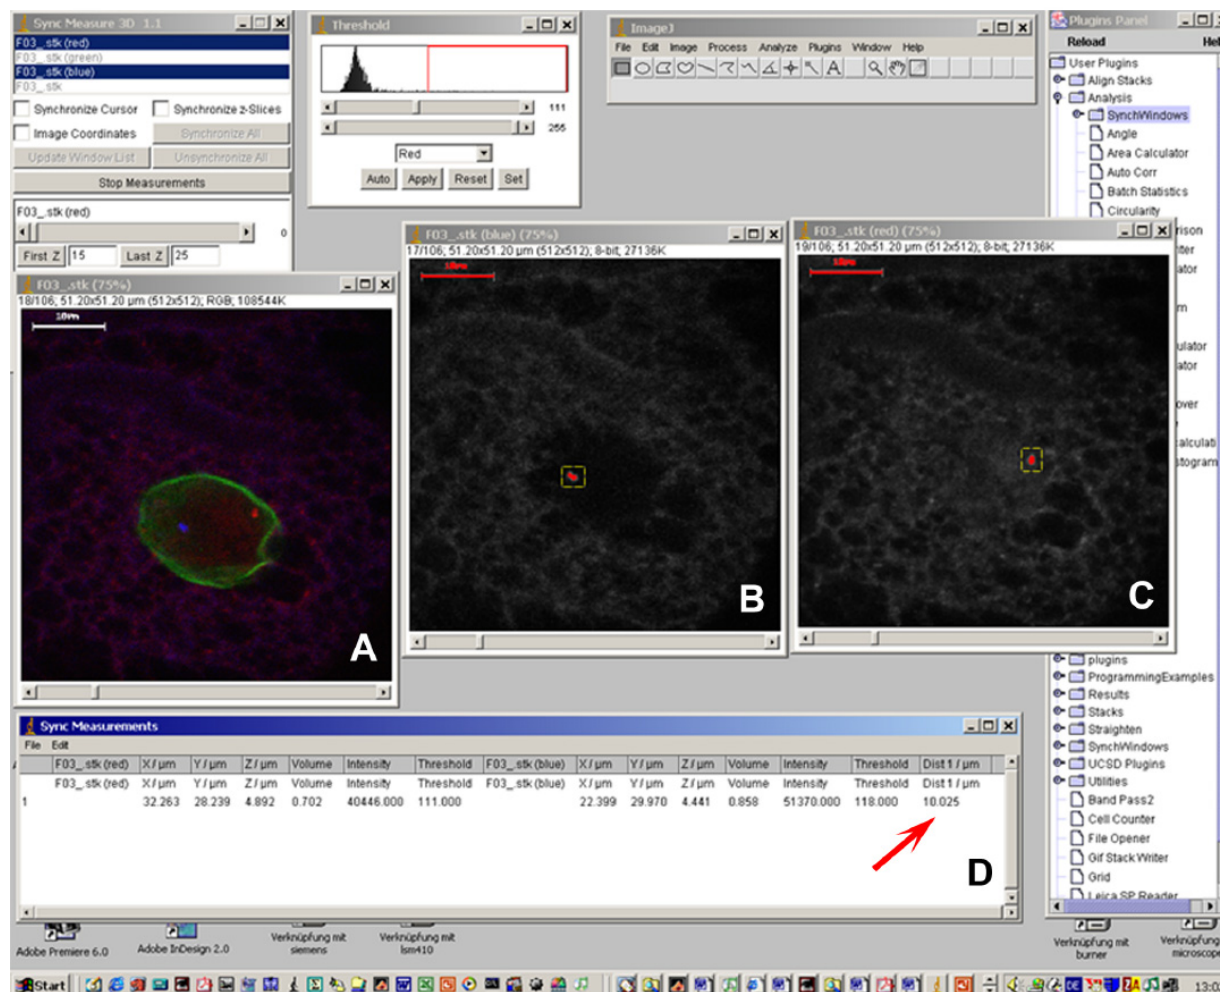 Sync Measure 3D 1.1
F03_.stk (red)
F03_.stk (green)
F03_.stk (blue)
F03_.stk
Synchronize Cursor
Synchronize z-Slices
Image Coordinates
Synchronize All
Update Window List
Unsynchronize All
Stop Measurements
F03_.stk (red)
0
First Z 15 Last Z 25
Threshold
111
255
Red
Auto Apply Reset Set
ImageJ
File Edit Image Process Analyze Plugins Window Help
A
Plugins Panel
Reload
User Plugins
Align Stacks
Analysis
SynchWindows
Angle
Area Calculator
Auto Corr
Batch Statistics
Circularity
F03_.stk (75%)
18/106; 51.20x51.20 µm (512x512); RGB; 108544K
A
F03_.stk (blue) (75%)
17/106; 51.20x51.20 µm (512x512); 8-bit; 27136K
B
F03_.stk (red) (75%)
19/106; 51.20x51.20 µm (512x512); 8-bit; 27136K
C
plugins
ProgrammingExamples
Results
Stacks
Straighten
SynchWindows
UCSD Plugins
Utilities
Band Pass2
Cell Counter
File Opener
Gif Stack Writer
Grid
Leica SP Reader
Sync Measurements
File Edit
F03_.stk (red) X / µm Y / µm Z / µm Volume Intensity Threshold F03_.stk (blue) X / µm Y / µm Z / µm Volume Intensity Threshold Dist 1 / µm
F03_.stk (red) X / µm Y / µm Z / µm Volume Intensity Threshold F03_.stk (blue) X / µm Y / µm Z / µm Volume Intensity Threshold Dist 1 / µm
1 32.263 28.239 4.892 0.702 40446.000 111.000 22.399 29.970 4.441 0.858 51370.000 118.000 10.025
D
Adobe Premiere 6.0
Adobe InDesign 2.0
Verknüpfung mit siemens
Verknüpfung mit lsm410
Verknüpfung mit burner
Verknüpfung mit microscope
Start
DE